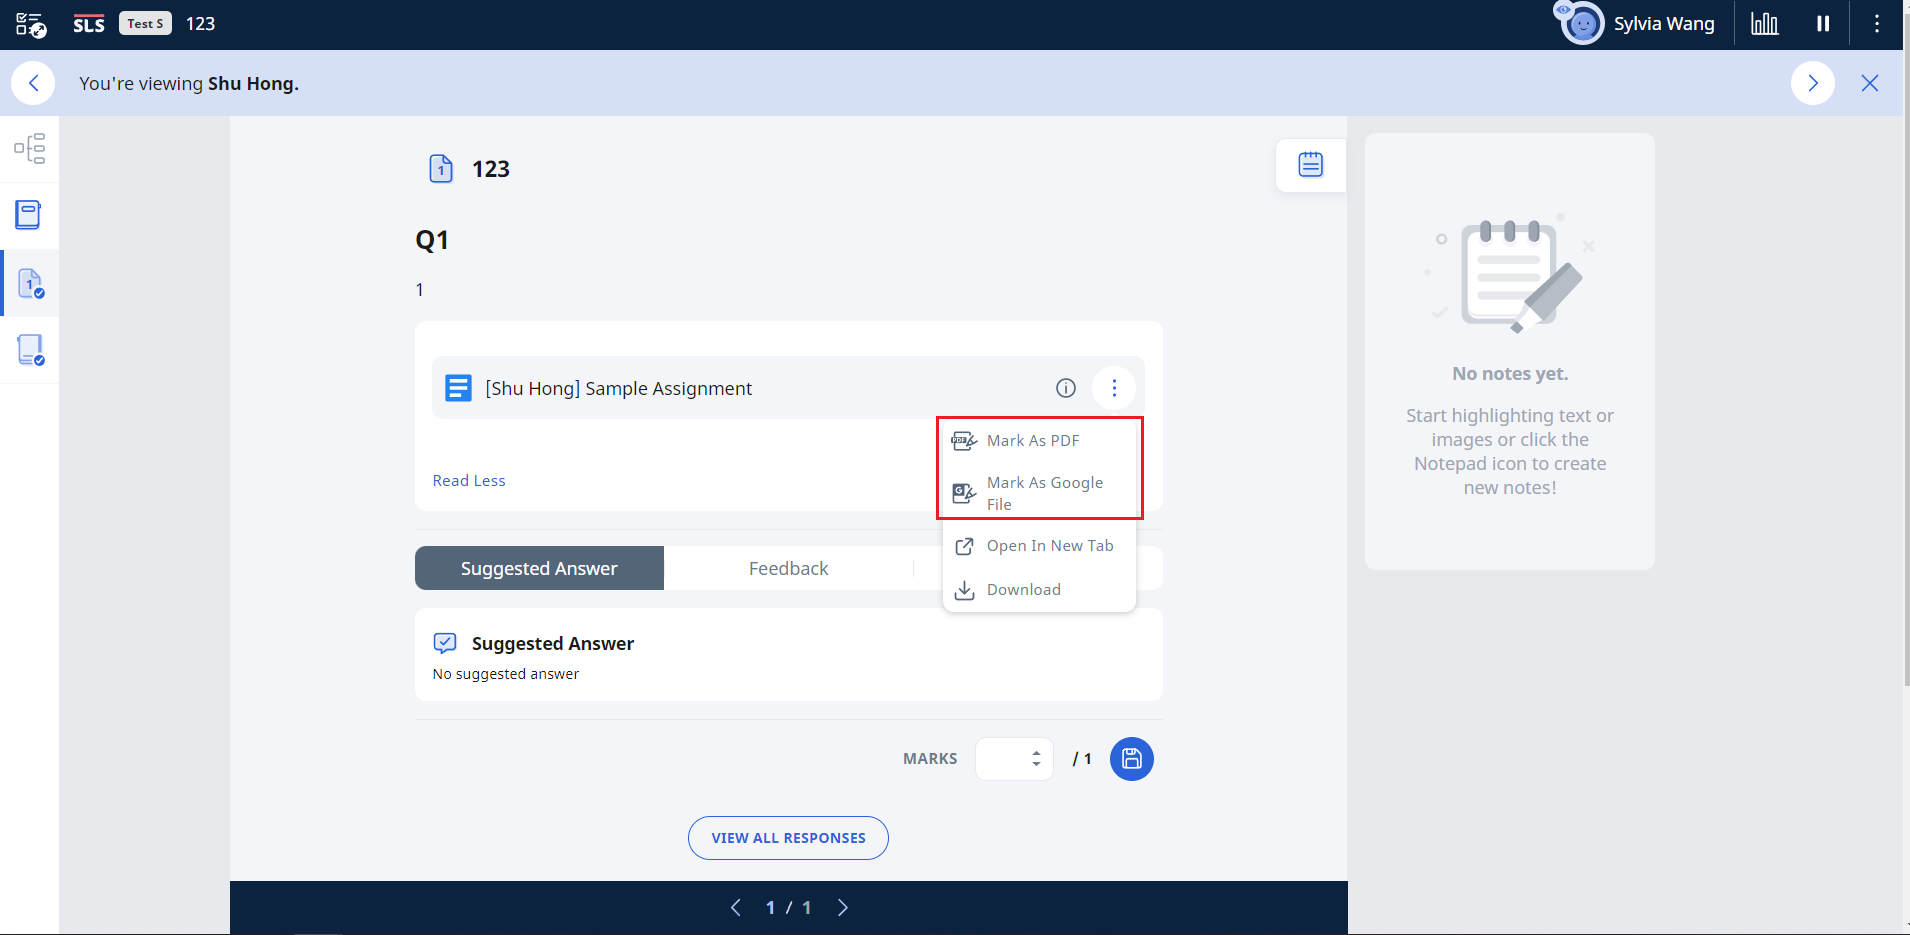 SLS Test S 123 Sylvia Wang
You're viewing Shu Hong.
1 123
Q1
1
1
[Shu Hong] Sample Assignment
PDF Mark As PDF
G Mark As Google
File
Read Less
Open In New Tab
Download
Suggested Answer Feedback
Suggested Answer
No suggested answer
MARKS / 1
VIEW ALL RESPONSES
1 / 1
No notes yet.
Start highlighting text or
images or click the
Notepad icon to create
new notes!